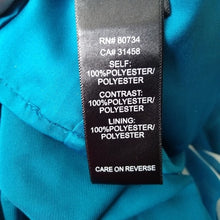 RN# 80734
CA# 31458
SELF:
100%POLYESTER/
POLYESTER
CONTRAST:
100%POLYESTER/
POLYESTER
LINING:
100%POLYESTER/
POLYESTER
CARE ON REVERSE